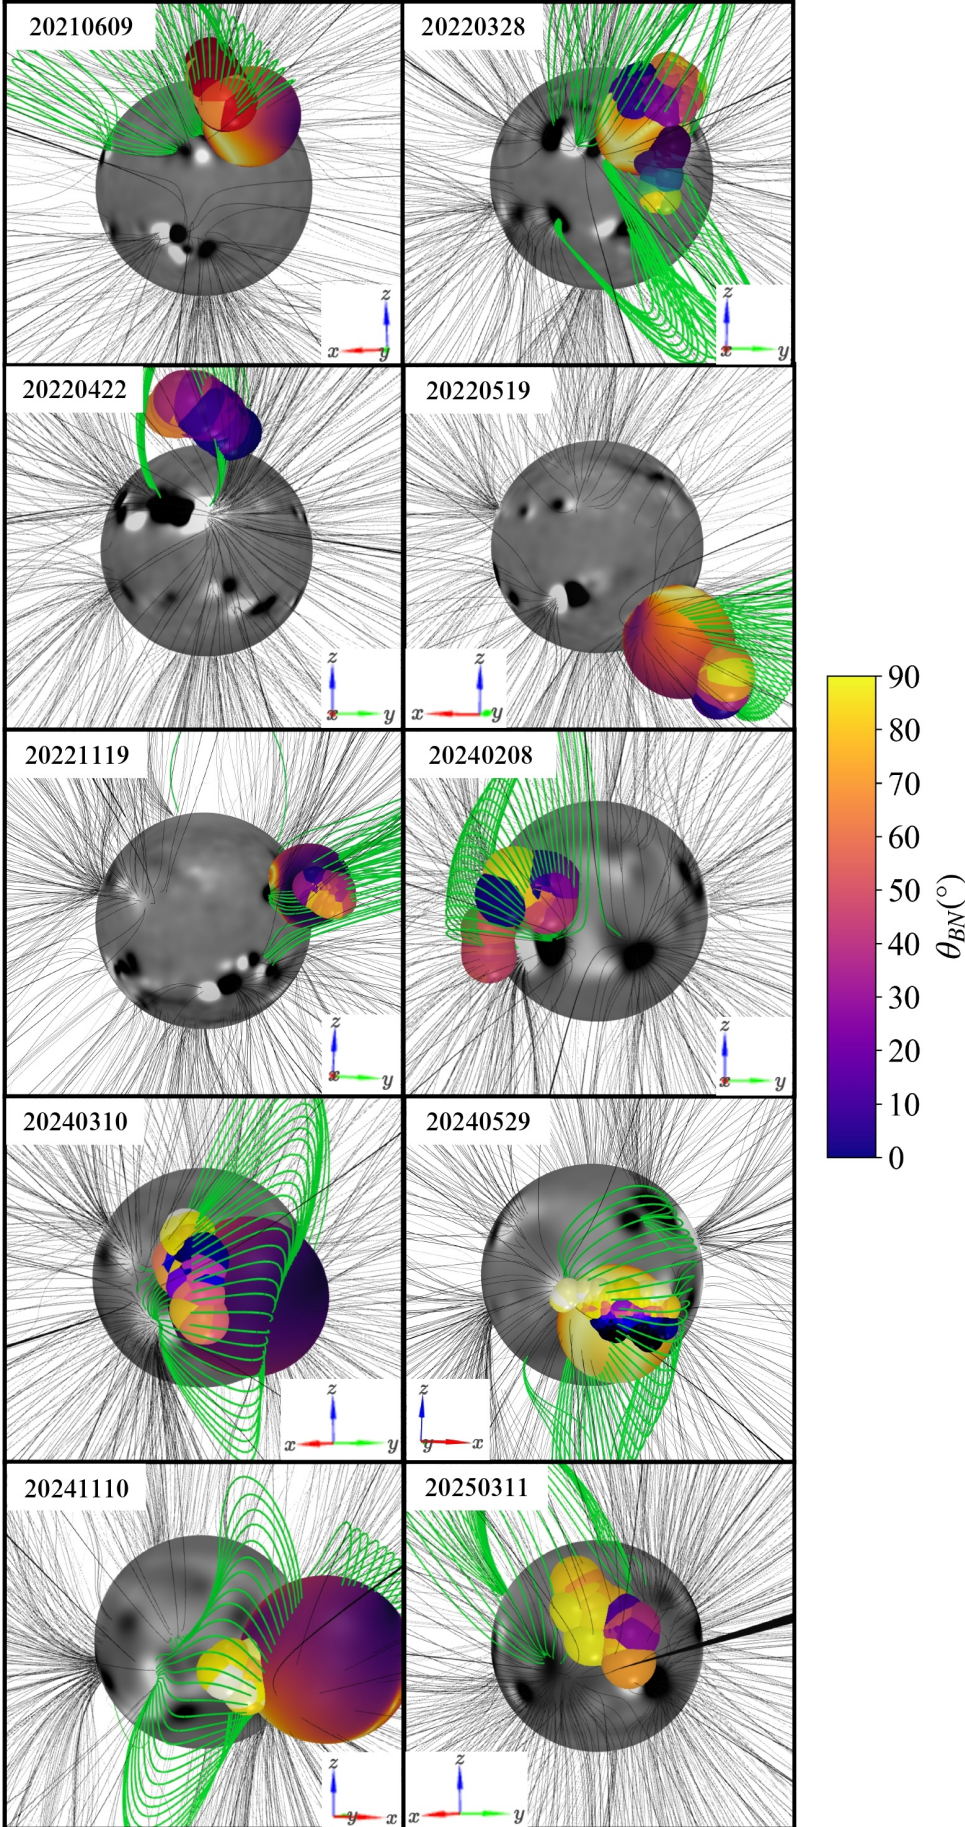 20210609
z
x
y
20220328
z
x
y
20220422
z
x
y
20220519
z
x
y
20221119
z
x
y
20240208
z
x
y
20240310
z
x
y
20240529
z
y
x
20241110
z
y
x
20250311
z
x
y
90
80
70
60
50
40
30
20
10
0
θ_BN(°)